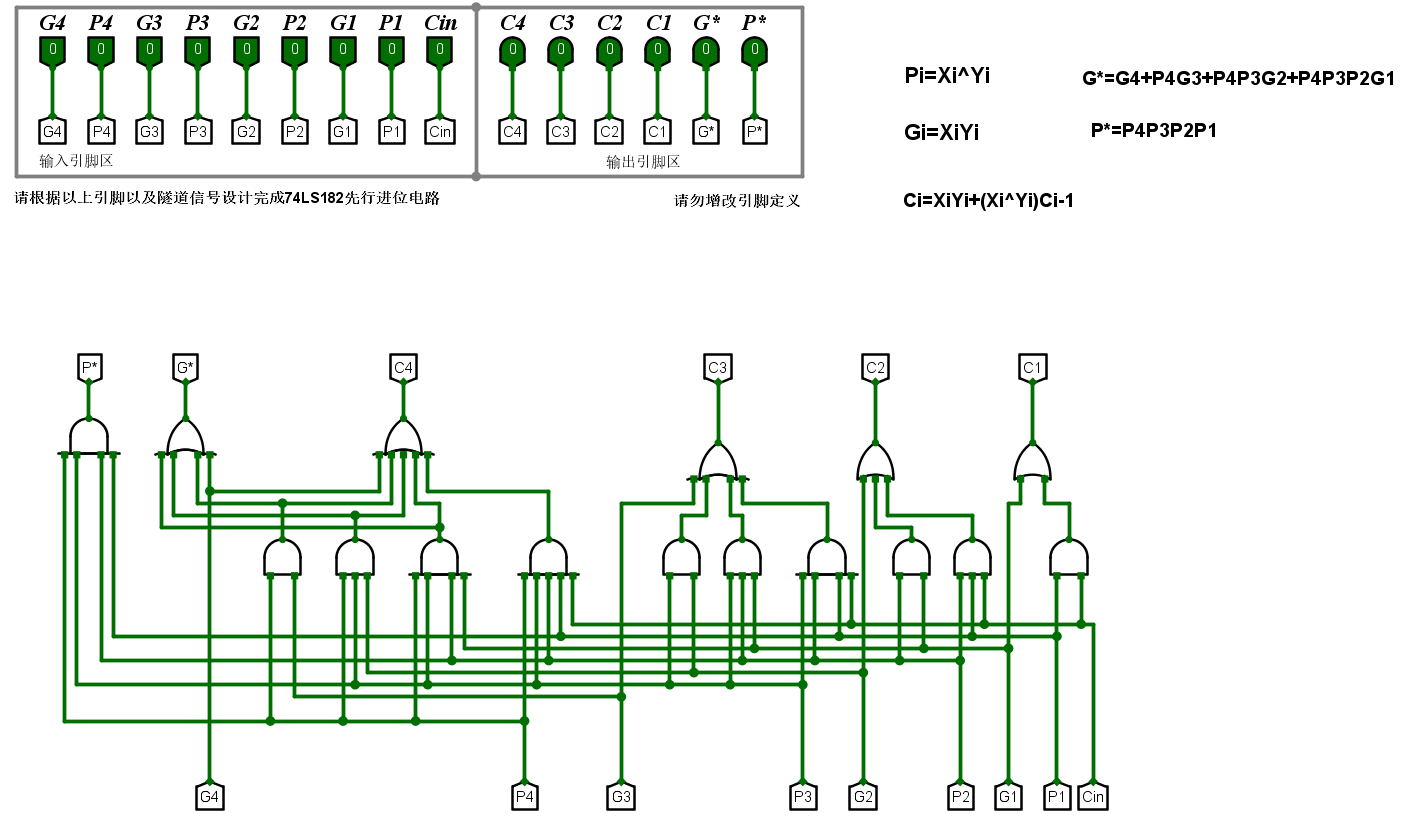 G4 P4 G3 P3 G2 P2 G1 P1 Cin C4 C3 C2 C1 G* P*
0 0 0 0 0 0 0 0 0 0 0 0 0 0 0
G4 P4 G3 P3 G2 P2 G1 P1 Cin C4 C3 C2 C1 G* P*
输入引脚区 输出引脚区
请根据以上引脚以及隧道信号设计完成74LS182先行进位电路 请勿增改引脚定义
Pi=Xi^Yi G*=G4+P4G3+P4P3G2+P4P3P2G1
Gi=XiYi P*=P4P3P2P1
Ci=XiYi+(Xi^Yi)Ci-1
P* G* C4 C3 C2 C1
G4 P4 G3 P3 G2 P2 G1 P1 Cin